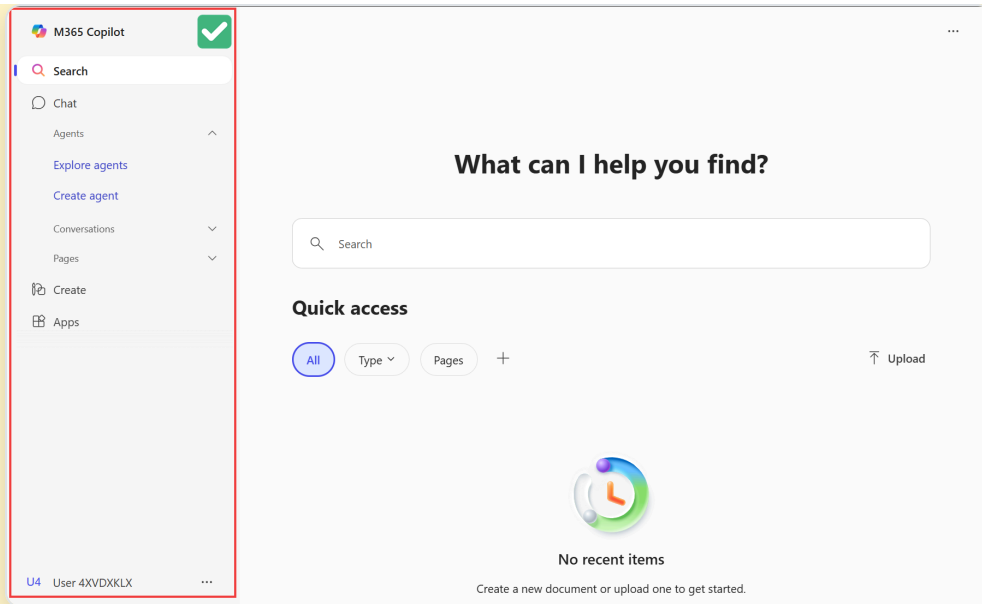 M365 Copilot
Search
Chat
Agents
Explore agents
Create agent
Conversations
Pages
Create
Apps
U4 User 4XVDXKLX ...
...
What can I help you find?
Search
Quick access
All Type Pages + Upload
No recent items
Create a new document or upload one to get started.